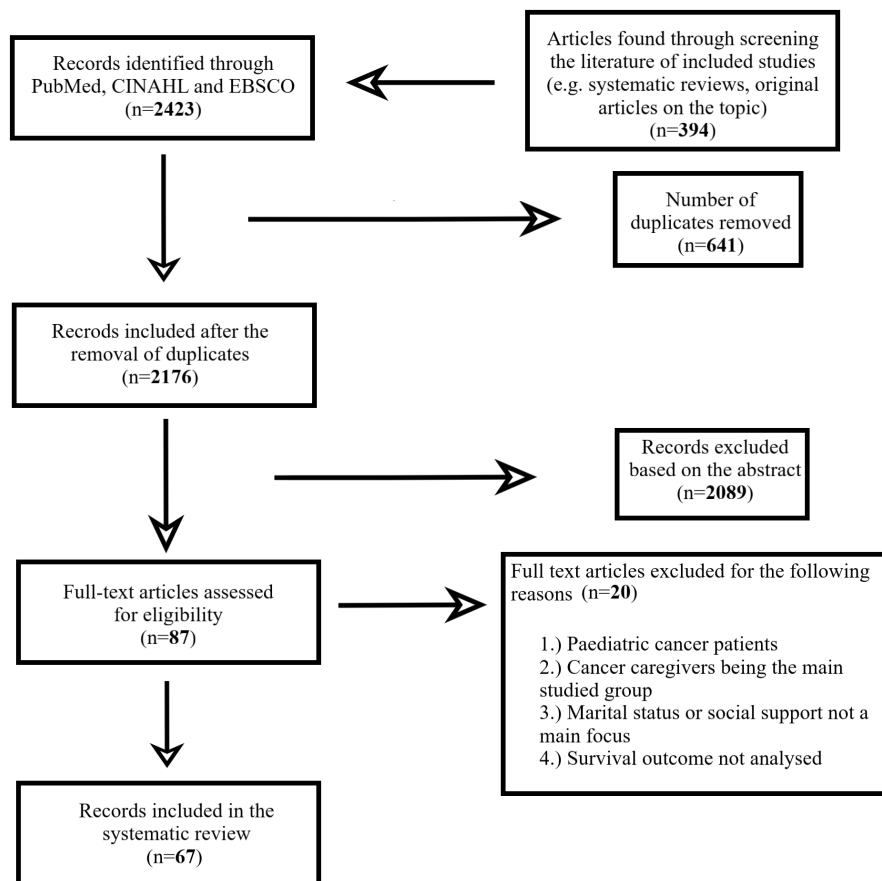 Records identified through
PubMed, CINAHL and EBSCO
(n=2423)
Articles found through screening
the literature of included studies
(e.g. systematic reviews, original
articles on the topic)
(n=394)
Number of
duplicates removed
(n=641)
Recrods included after the
removal of duplicates
(n=2176)
Records excluded
based on the abstract
(n=2089)
Full-text articles assessed
for eligibility
(n=87)
Full text articles excluded for the following
reasons (n=20)
1.) Paediatric cancer patients
2.) Cancer caregivers being the main
studied group
3.) Marital status or social support not a
main focus
4.) Survival outcome not analysed
Records included in the
systematic review
(n=67)